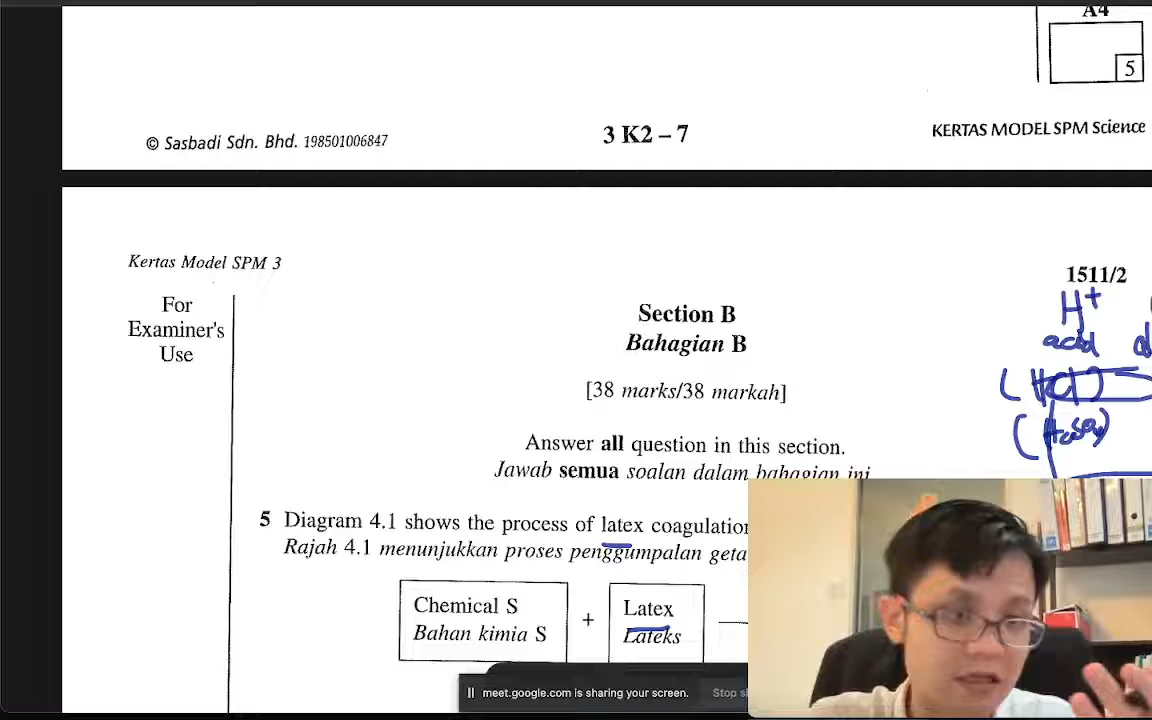 A4
5
© Sasbadi Sdn. Bhd. 198501006847
3 K2 – 7
KERTAS MODEL SPM Science
Kertas Model SPM 3
1511/2
For
Examiner's
Use
Section B
Bahagian B
H+
acid
[38 marks/38 markah]
(HCl)
Answer all question in this section.
Jawab semua soalan dalam bahagian ini
5 Diagram 4.1 shows the process of latex coagulation
Rajah 4.1 menunjukkan proses penggumpalan geta
Chemical S
Bahan kimia S
+
Latex
Lateks
meet.google.com is sharing your screen.
Stop